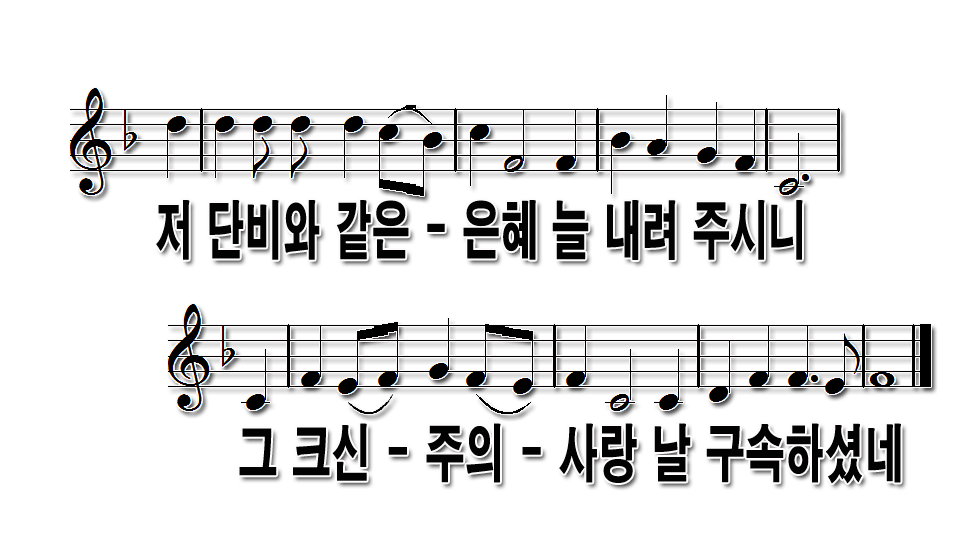 저 단비와 같은 - 은혜 늘 내려 주시니
그 크신 - 주의 - 사랑 날 구속하셨네